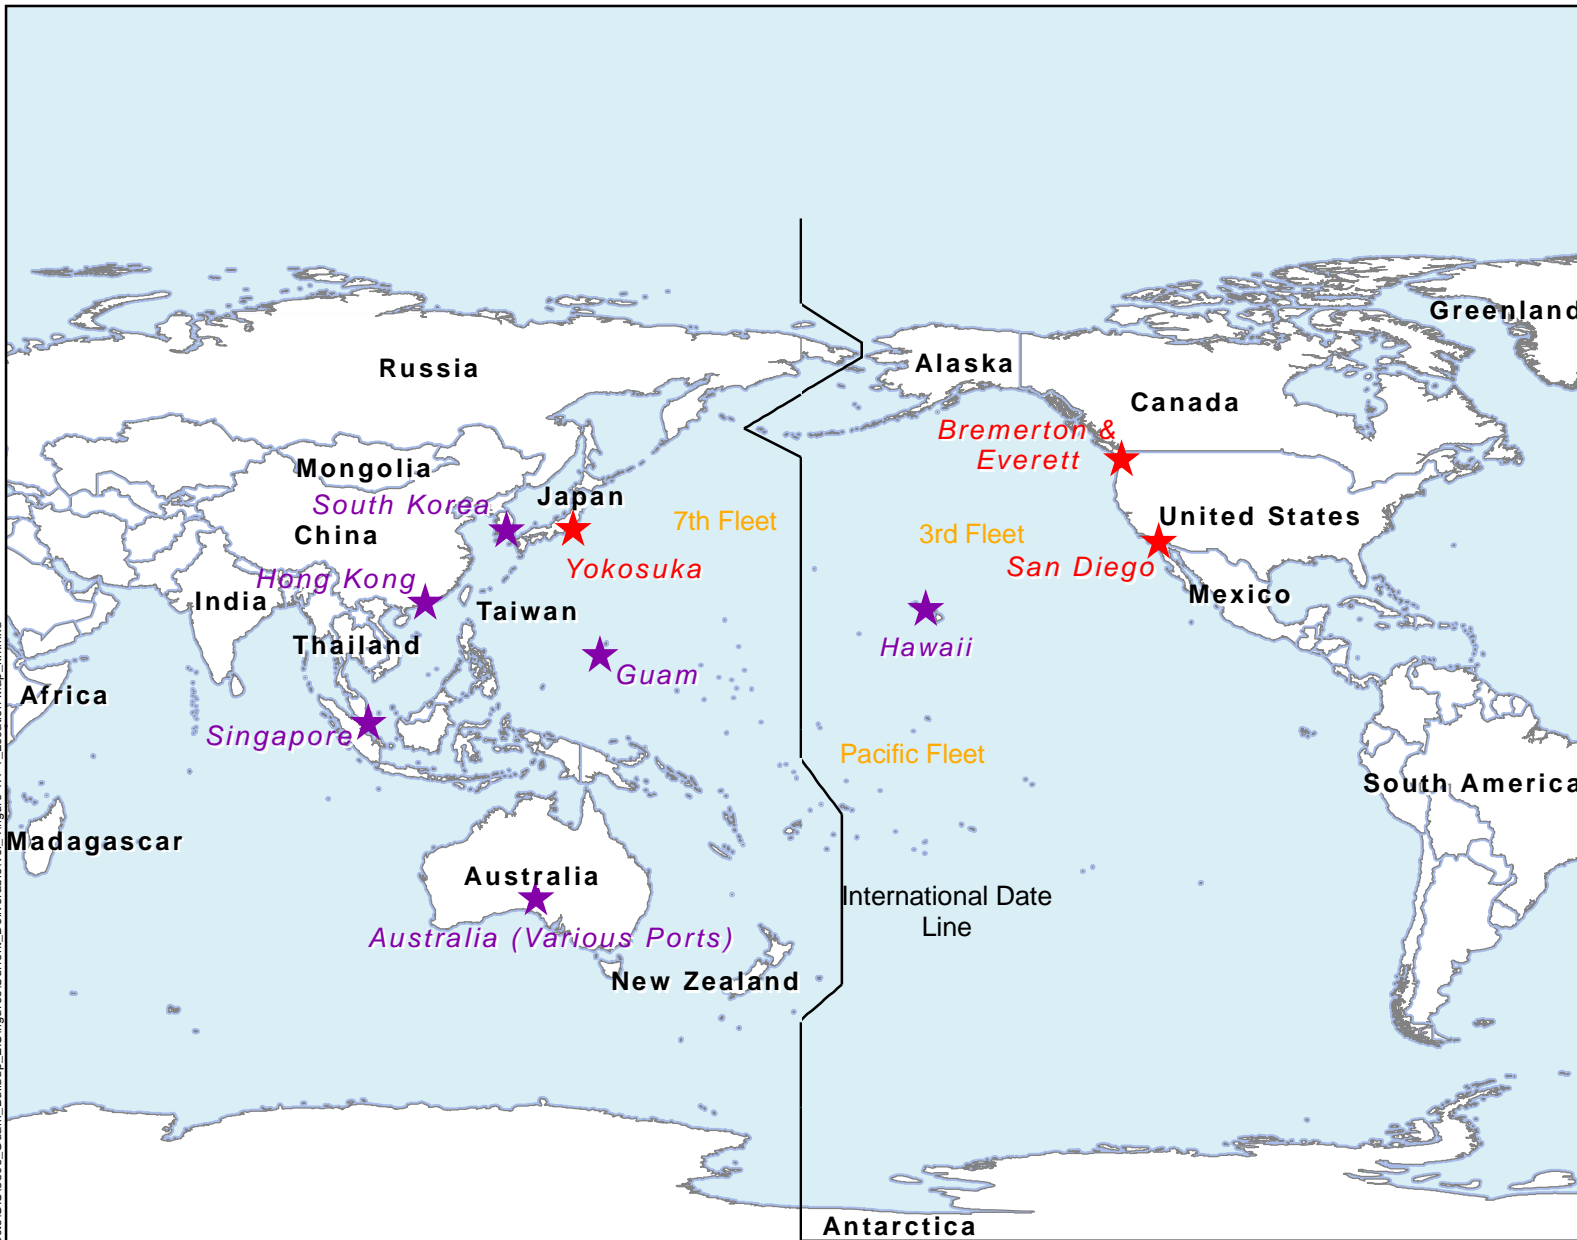 Greenland
Russia
Alaska
Canada
Bremerton &
Everett
Mongolia
South Korea
Japan
China
7th Fleet
3rd Fleet
United States
Yokosuka
San Diego
Hong Kong
India
Taiwan
Mexico
Thailand
Hawaii
Guam
Africa
Singapore
Pacific Fleet
South America
Madagascar
Australia
International Date
Line
Australia (Various Ports)
New Zealand
Antarctica